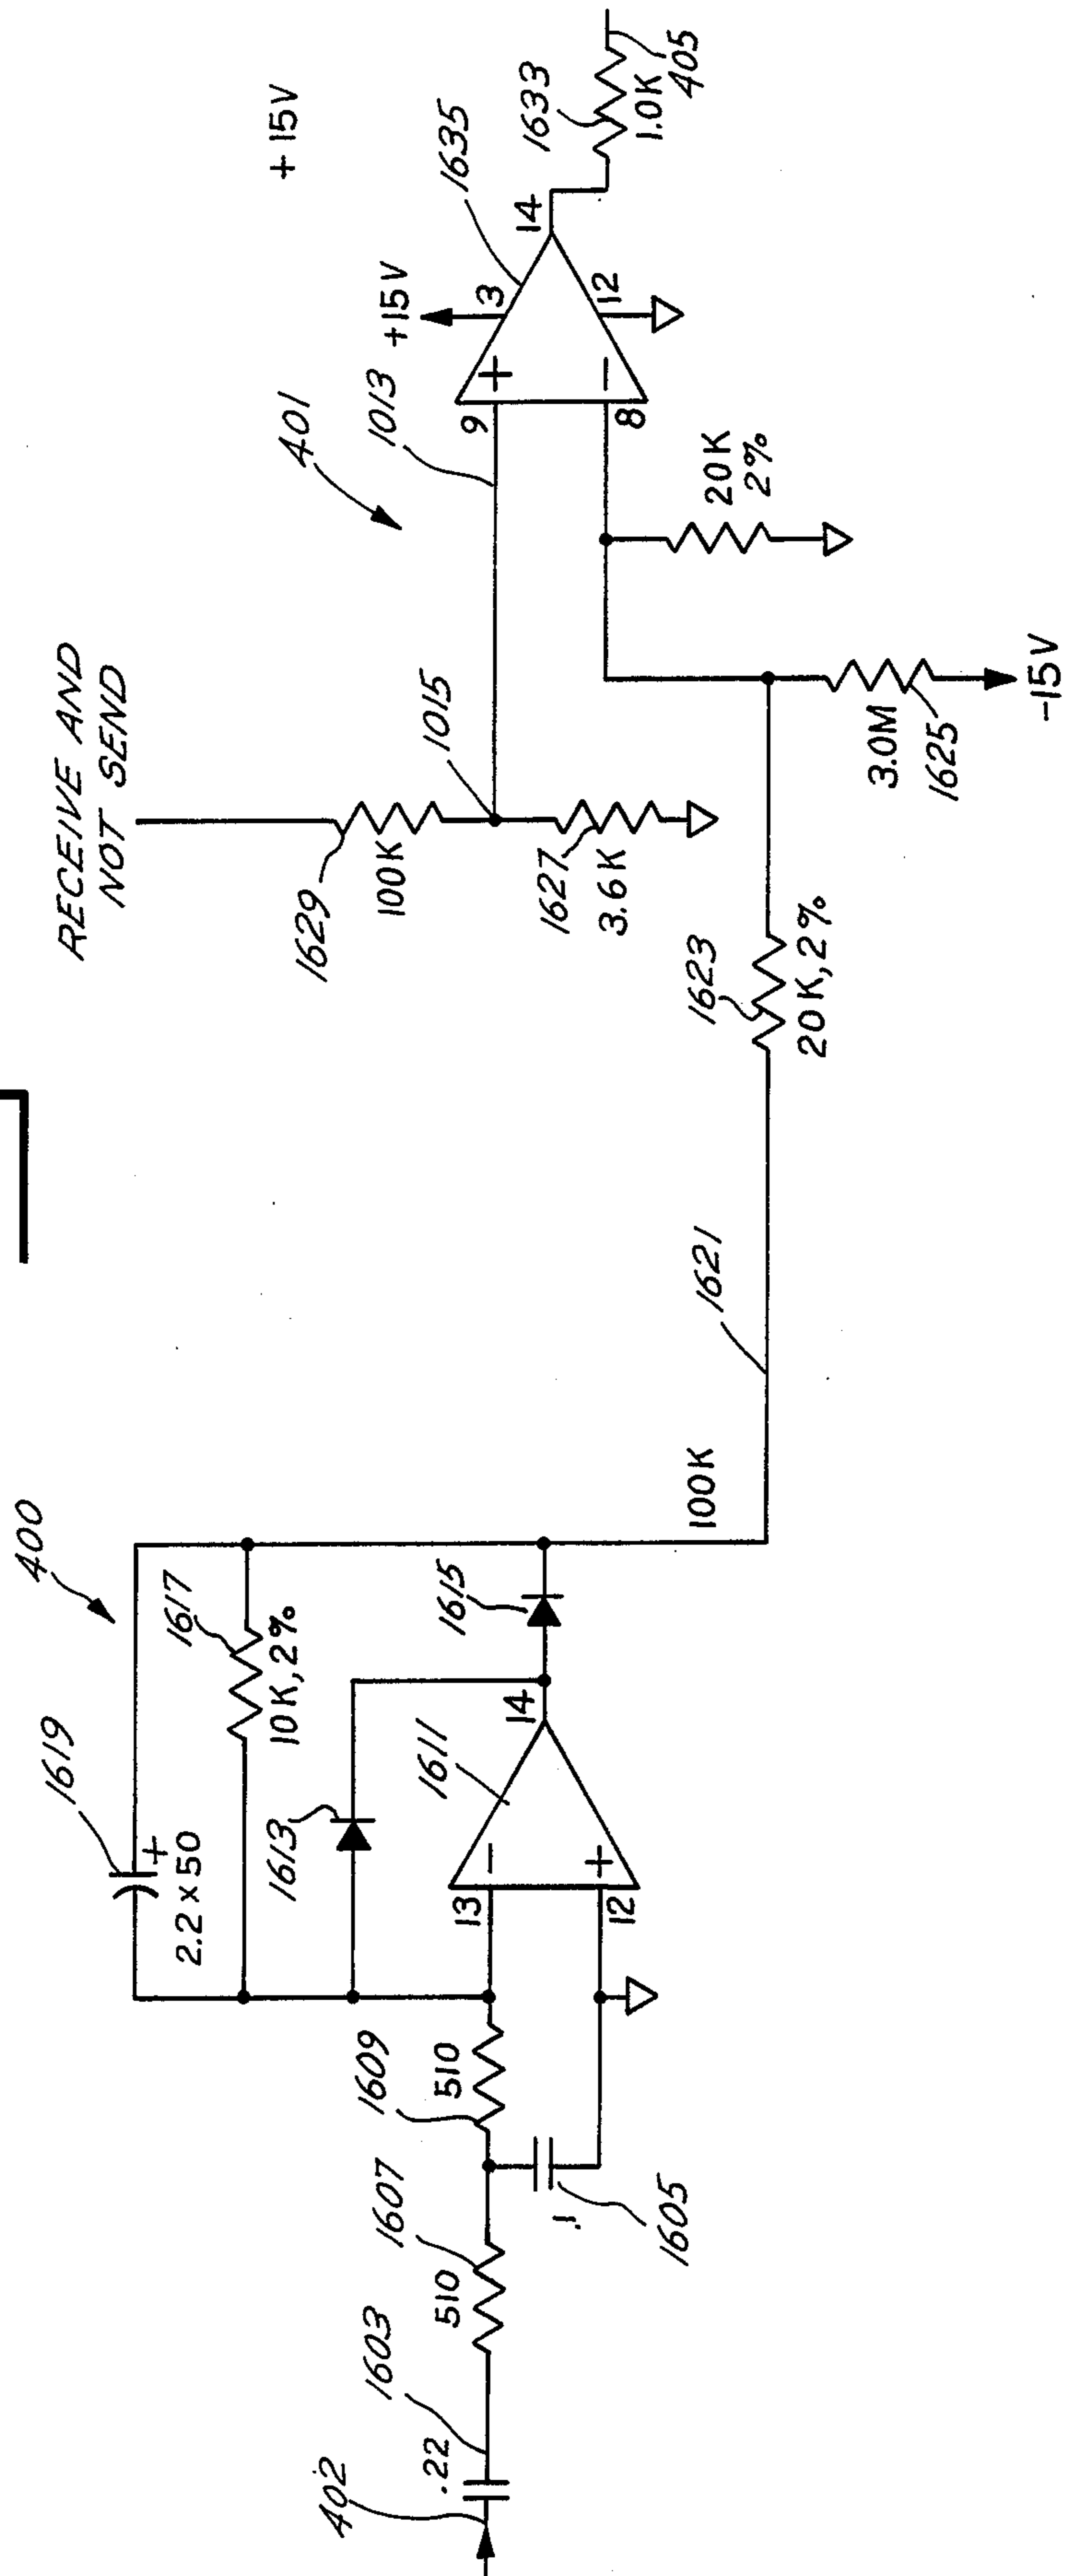 400
1619
2.2 x 50
+
1617
10K, 2%
1613
1615
1611
13
−
14
12
+
402
.22
1603
1607
510
1609
510
.1
1605
100K
1621
1623
20K, 2%
RECEIVE AND
NOT SEND
1629
100K
1015
1627
3.6K
3.0M
1625
-15V
401
1013
9
+
8
−
20K
2%
+15V
3
12
14
1635
+15V
1633
1.0K
405